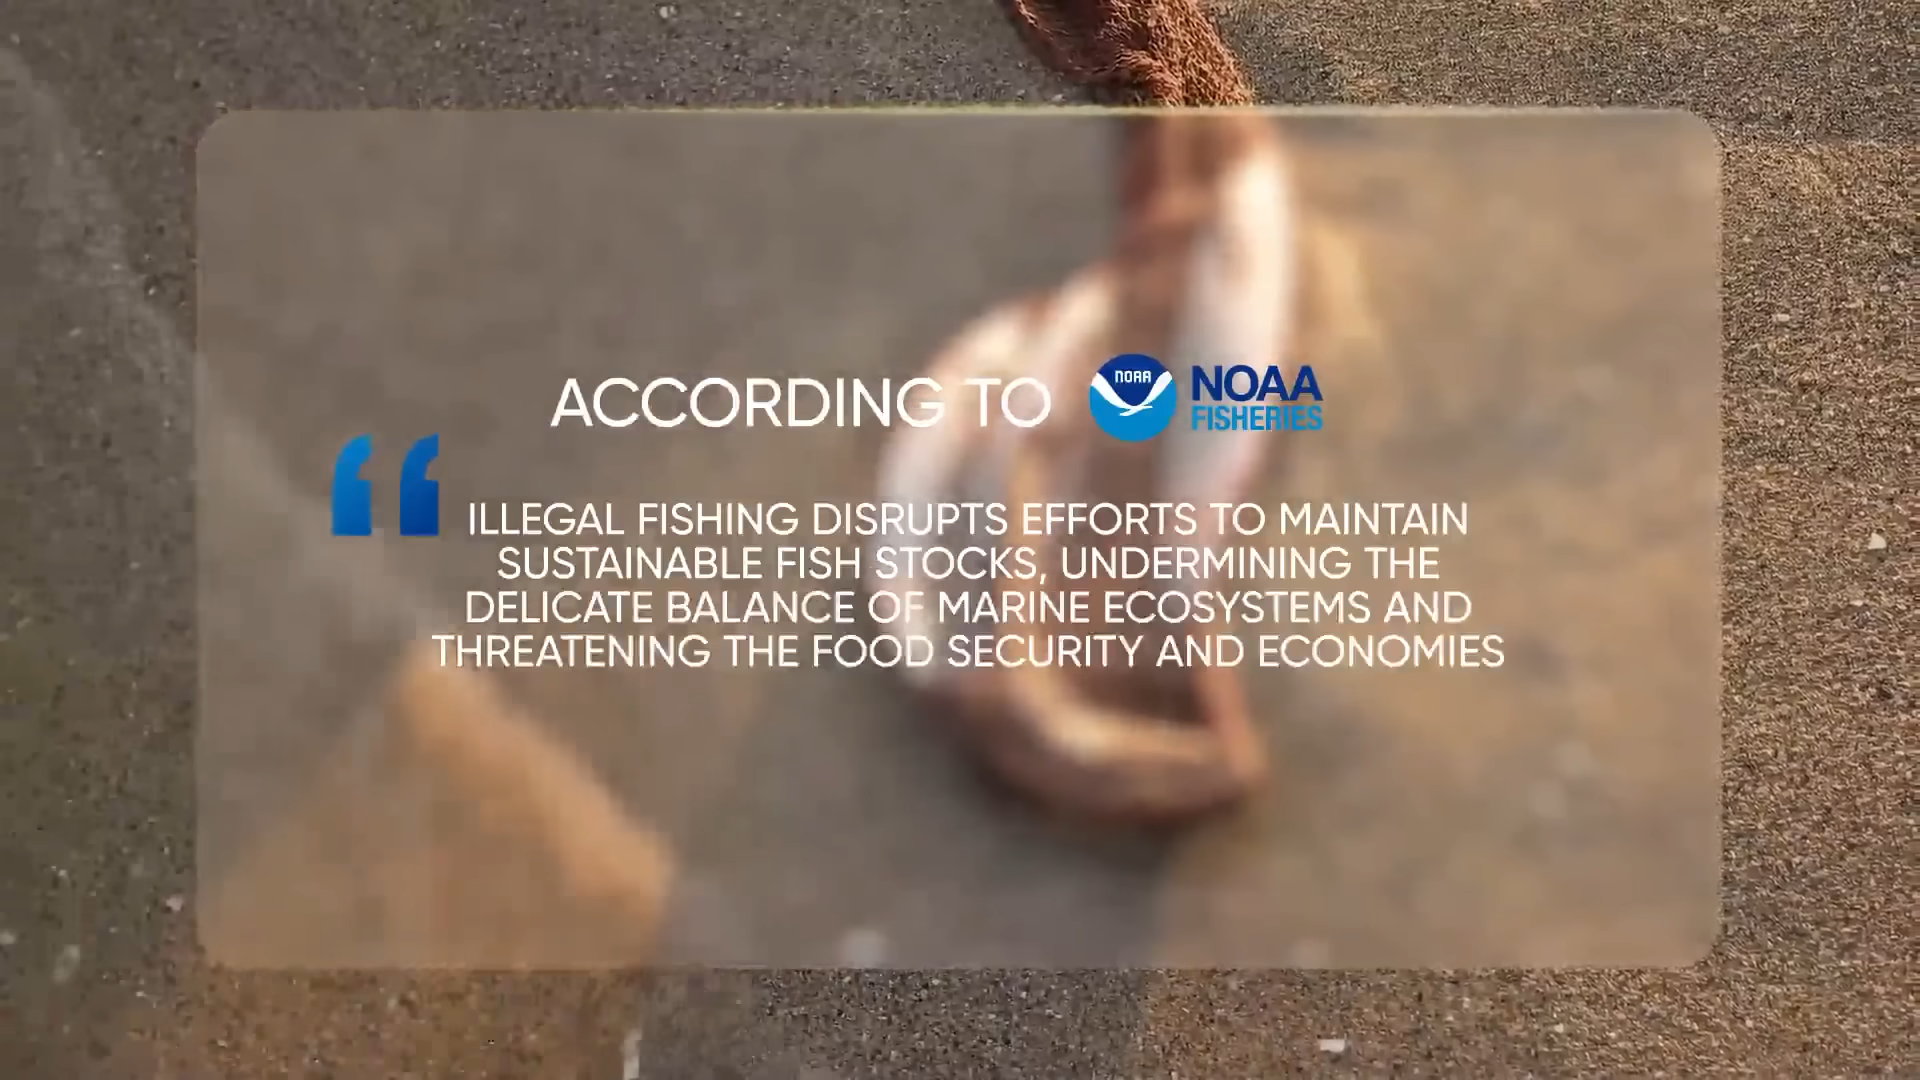 ACCORDING TO
NOAA
NOAA
FISHERIES
“ ILLEGAL FISHING DISRUPTS EFFORTS TO MAINTAIN
SUSTAINABLE FISH STOCKS, UNDERMINING THE
DELICATE BALANCE OF MARINE ECOSYSTEMS AND
THREATENING THE FOOD SECURITY AND ECONOMIES